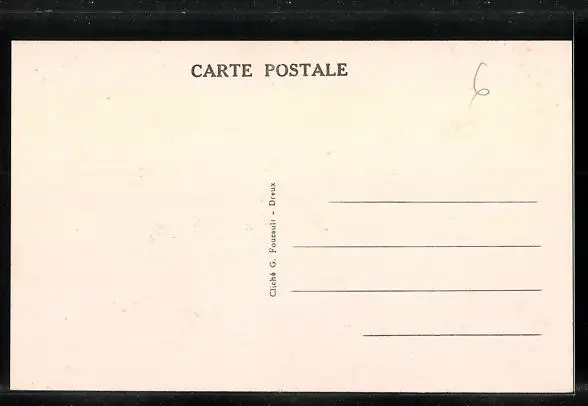 CARTE POSTALE
6
Cliché G. Foucault - Dreux